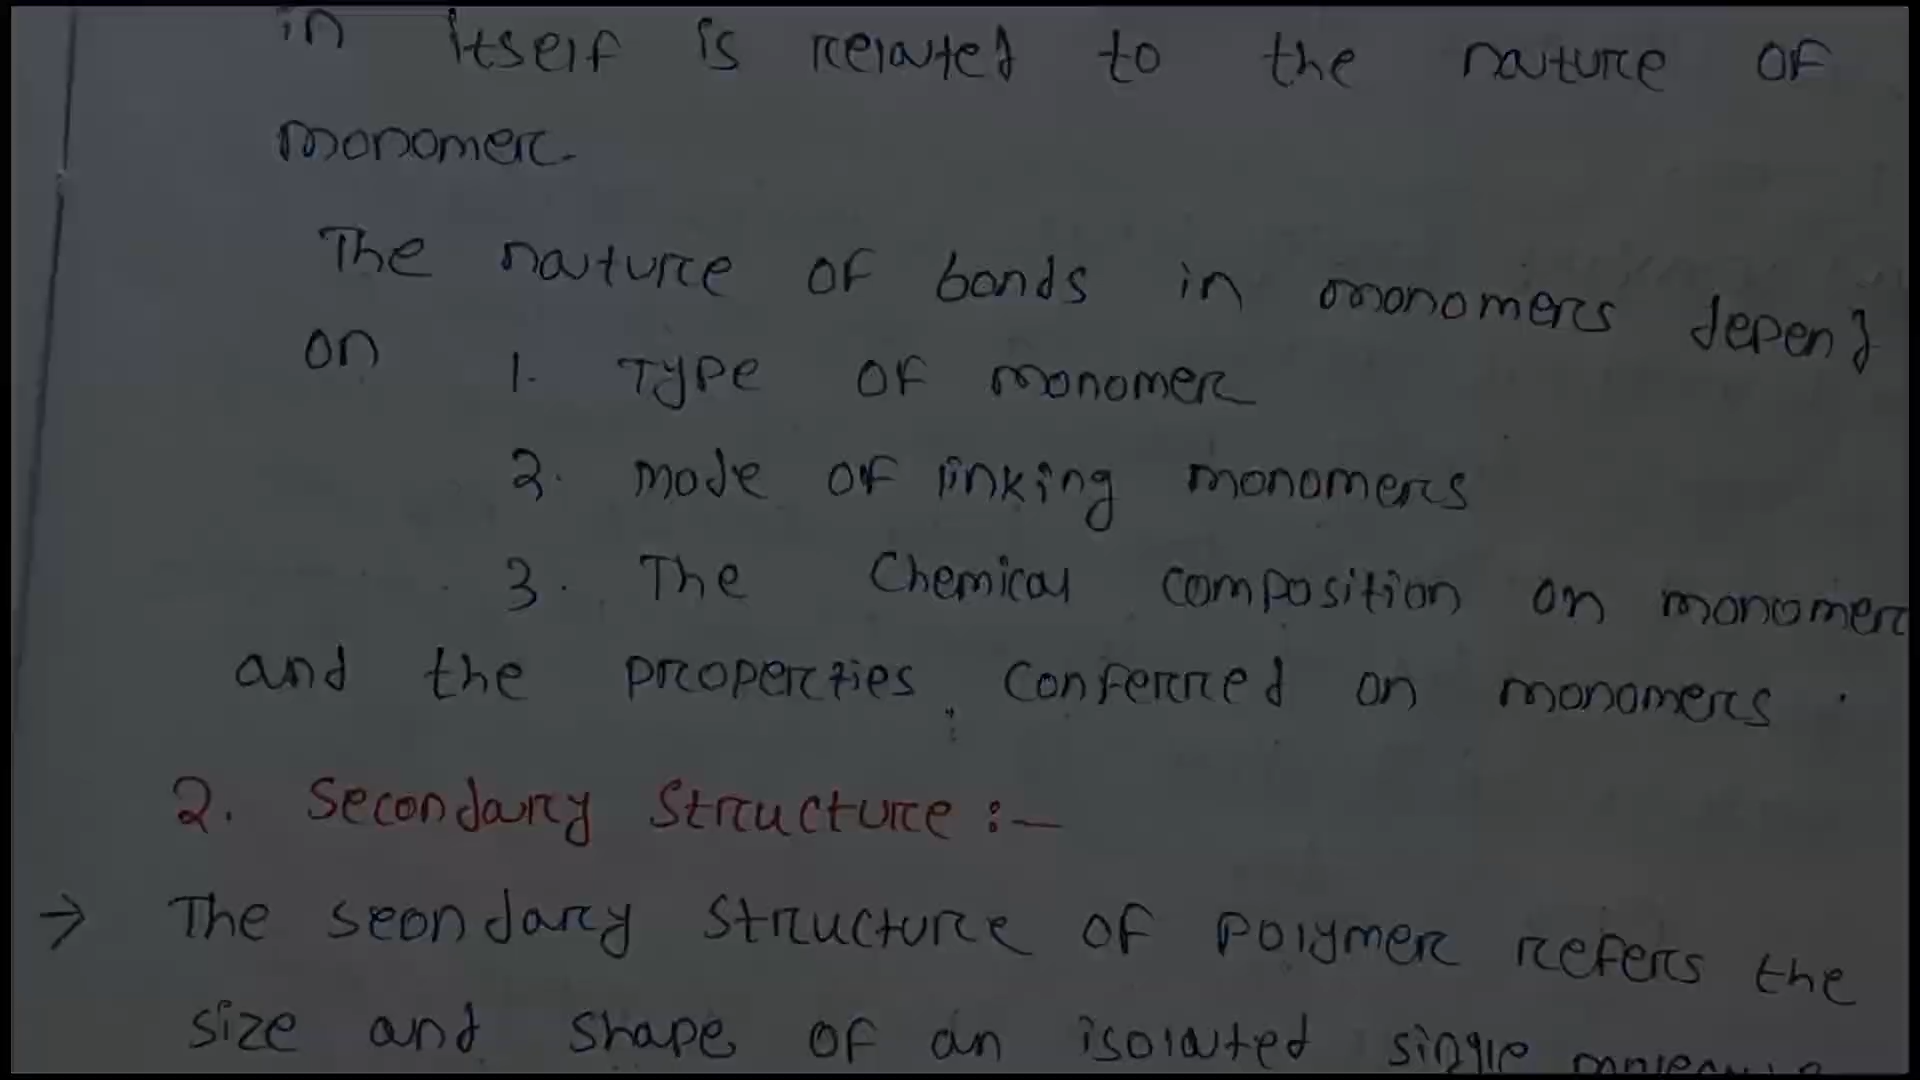 in itself is related to the nature of
monomer.
The nature of bonds in monomers depend
on 1. Type of monomer
2. mode of linking monomers
3. The Chemical composition on monomer
and the properties conferred on monomers.
2. Secondary Structure :-
→ The seondary structure of polymer refers the
size and shape of an isolated single